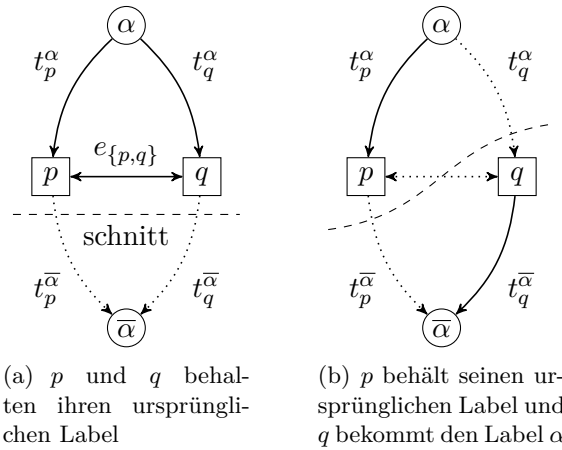 α α
t_p^α t_q^α t_p^α t_q^α
e_{p,q}
p q p q
schnitt
t_p^α̅ t_q^α̅ t_p^α̅ t_q^α̅
α̅ α̅
(a) p und q behal-
ten ihren ursprüngli-
chen Label
(b) p behält seinen ur-
sprünglichen Label und
q bekommt den Label α